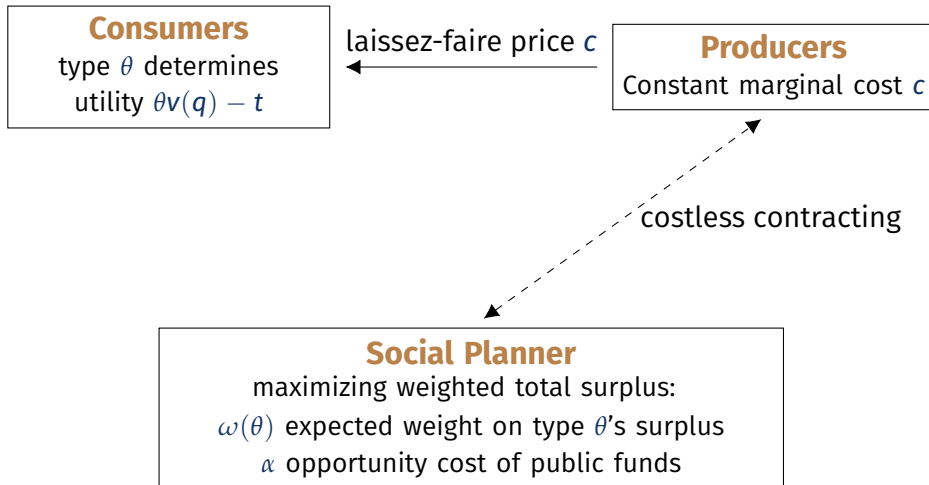 Consumers
type θ determines
utility θv(q) − t
laissez-faire price c
Producers
Constant marginal cost c
costless contracting
Social Planner
maximizing weighted total surplus:
ω(θ) expected weight on type θ's surplus
α opportunity cost of public funds